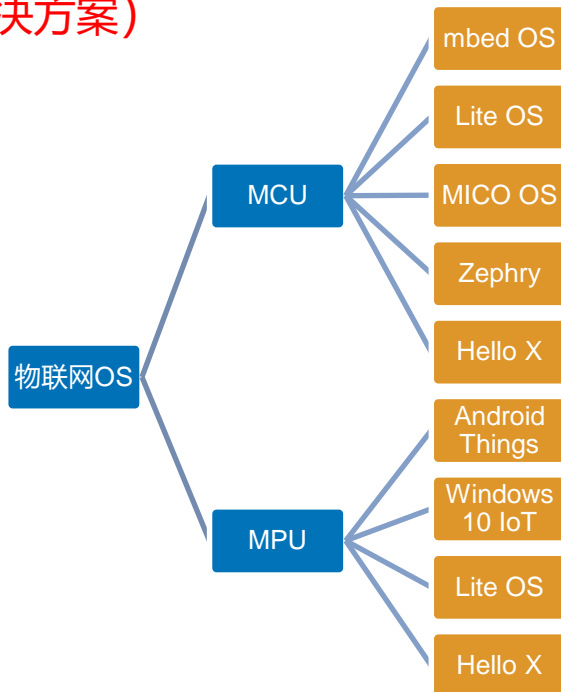 决方案）
物联网OS
MCU
mbed OS
Lite OS
MICO OS
Zephry
Hello X
MPU
Android
Things
Windows
10 IoT
Lite OS
Hello X